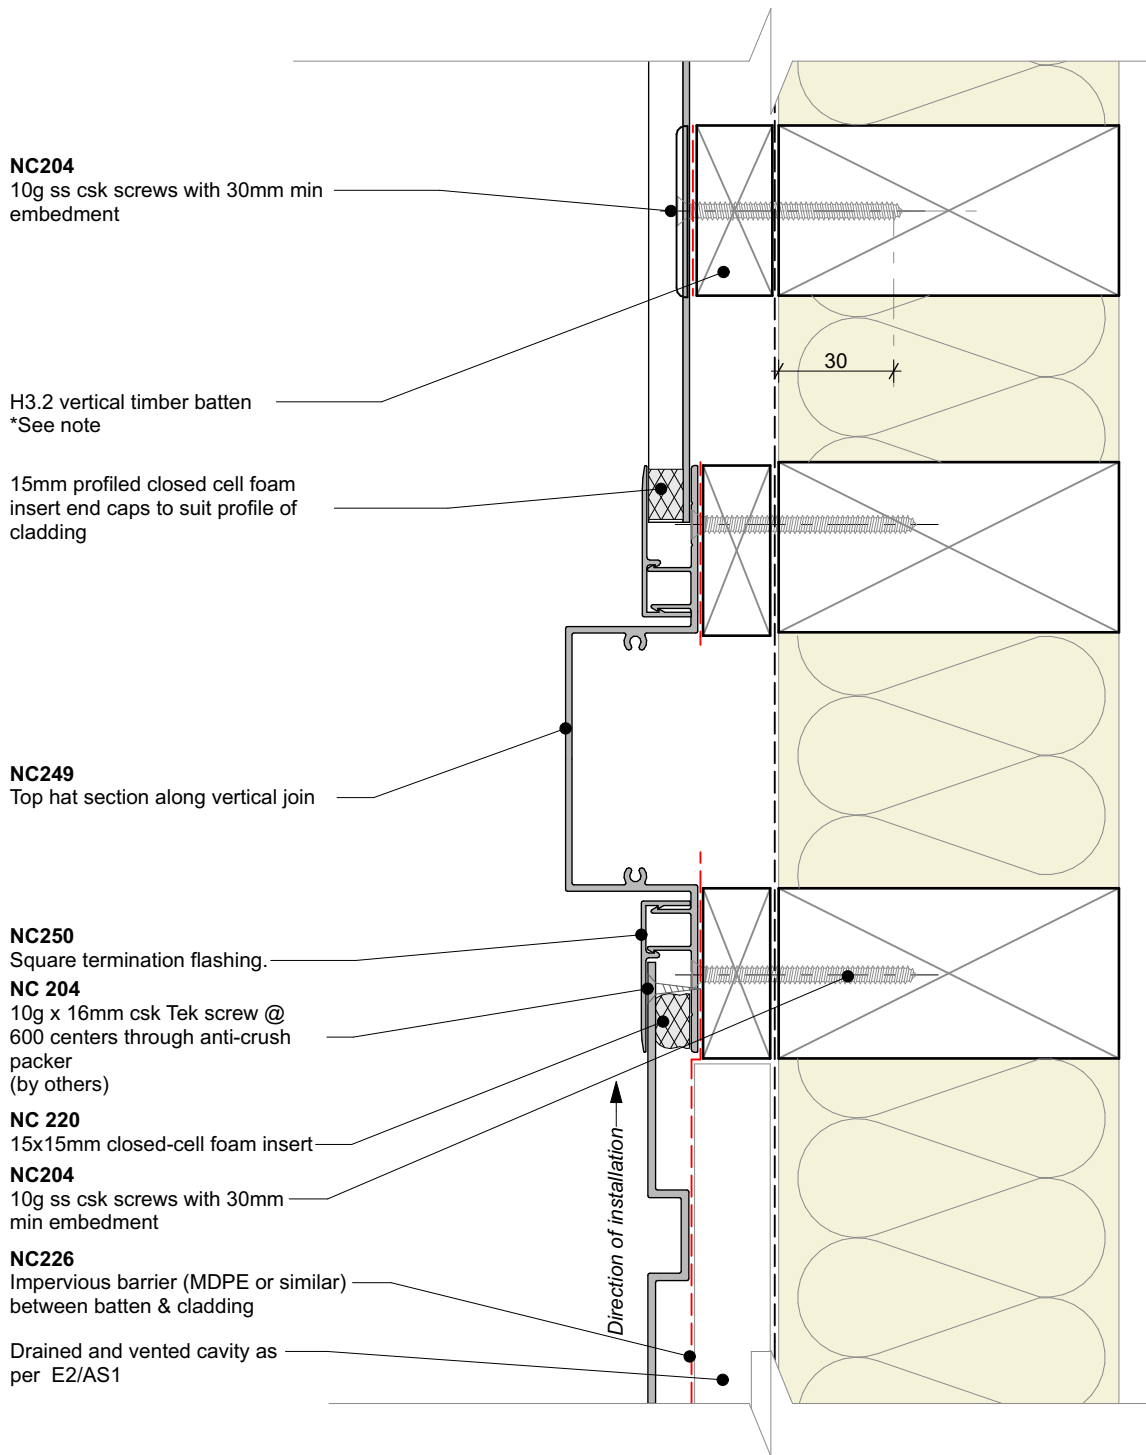 NC204
10g ss csk screws with 30mm min
embedment
30
H3.2 vertical timber batten
*See note
15mm profiled closed cell foam
insert end caps to suit profile of
cladding
NC249
Top hat section along vertical join
NC250
Square termination flashing.
NC 204
10g x 16mm csk Tek screw @
600 centers through anti-crush
packer
(by others)
NC 220
15x15mm closed-cell foam insert
NC204
10g ss csk screws with 30mm
min embedment
NC226
Impervious barrier (MDPE or similar)
between batten & cladding
Drained and vented cavity as
per E2/AS1
Direction of installation